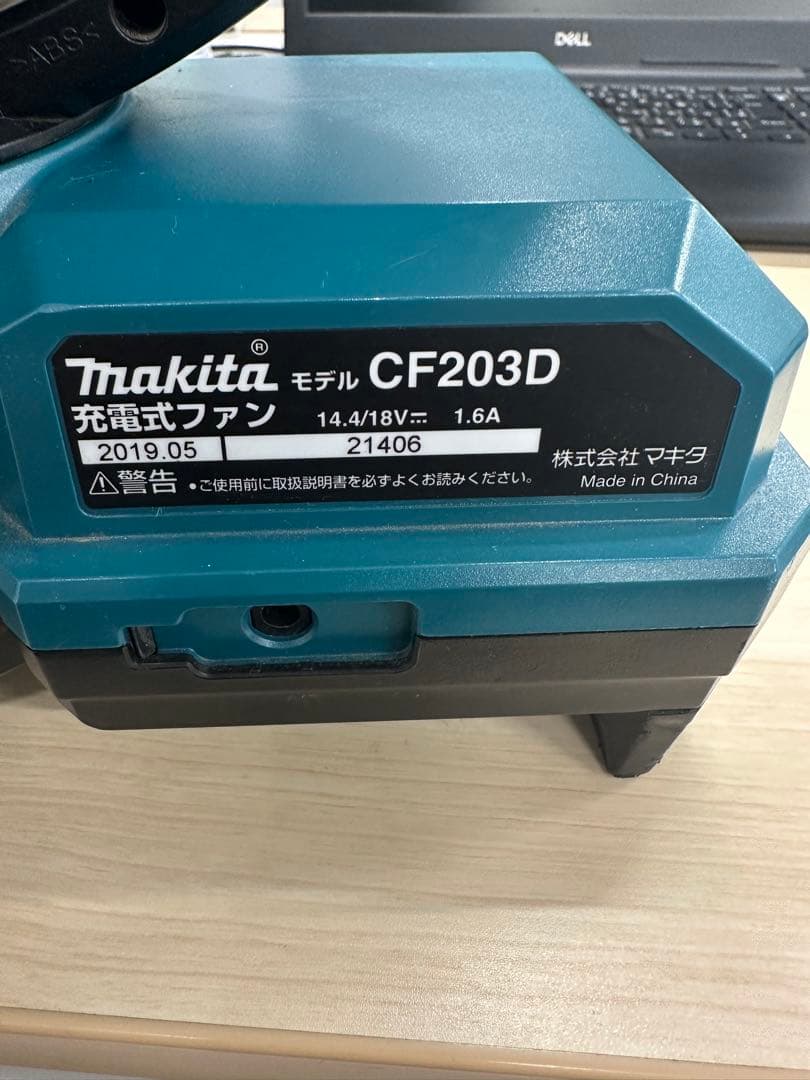 >ABS<
DELL
makita® モデル CF203D
充電式ファン 14.4/18V⎓ 1.6A
2019.05 21406
⚠警告 •ご使用前に取扱説明書を必ずよくお読みください。
株式会社マキタ
Made in China